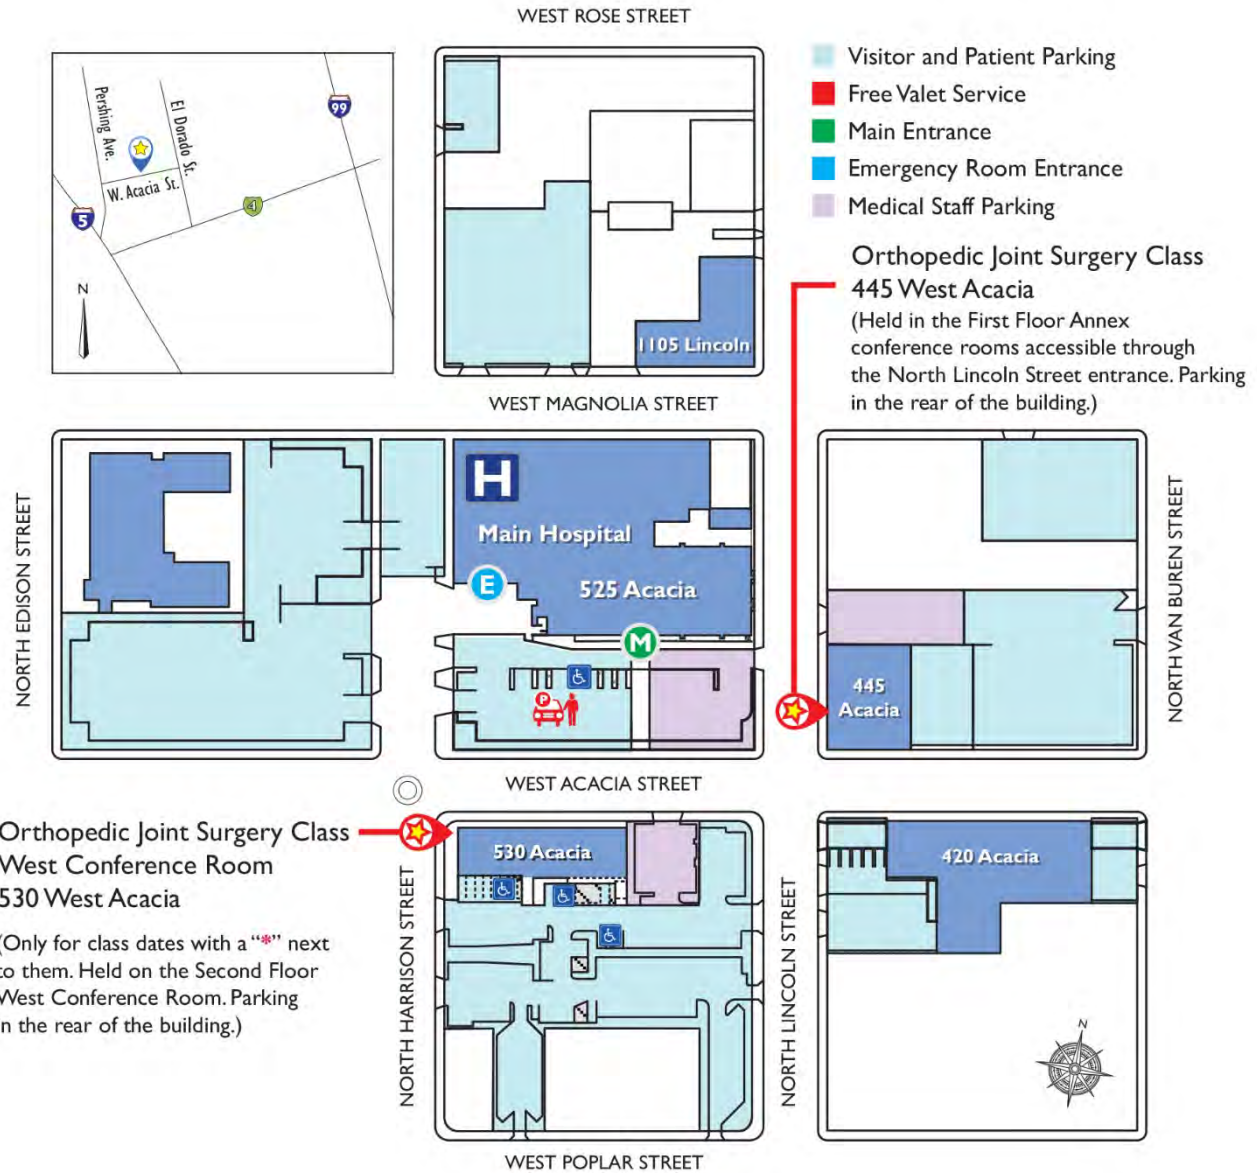 WEST ROSE STREET
Pershing Ave.
El Dorado St.
99
W. Acacia St.
5
4
N
Visitor and Patient Parking
Free Valet Service
Main Entrance
Emergency Room Entrance
Medical Staff Parking
1105 Lincoln
Orthopedic Joint Surgery Class
445 West Acacia
(Held in the First Floor Annex
conference rooms accessible through
the North Lincoln Street entrance. Parking
in the rear of the building.)
WEST MAGNOLIA STREET
NORTH EDISON STREET
H
Main Hospital
E
525 Acacia
M
P
445
Acacia
NORTH VAN BUREN STREET
WEST ACACIA STREET
Orthopedic Joint Surgery Class
West Conference Room
530 West Acacia
(Only for class dates with a “*” next
to them. Held on the Second Floor
West Conference Room. Parking
in the rear of the building.)
NORTH HARRISON STREET
530 Acacia
NORTH LINCOLN STREET
420 Acacia
N
WEST POPLAR STREET